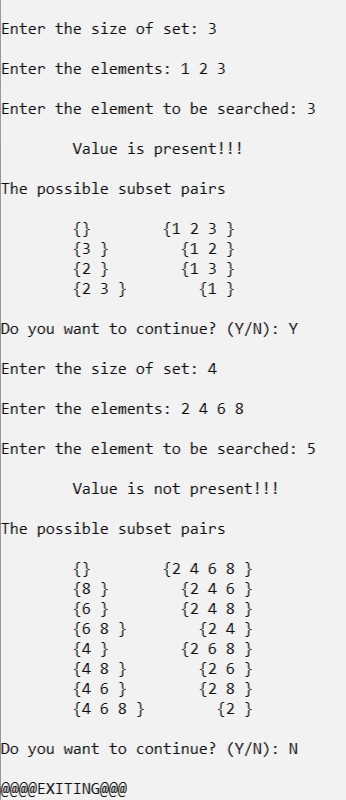 Enter the size of set: 3
Enter the elements: 1 2 3
Enter the element to be searched: 3
Value is present!!!
The possible subset pairs
{} {1 2 3 }
{3 } {1 2 }
{2 } {1 3 }
{2 3 } {1 }
Do you want to continue? (Y/N): Y
Enter the size of set: 4
Enter the elements: 2 4 6 8
Enter the element to be searched: 5
Value is not present!!!
The possible subset pairs
{} {2 4 6 8 }
{8 } {2 4 6 }
{6 } {2 4 8 }
{6 8 } {2 4 }
{4 } {2 6 8 }
{4 8 } {2 6 }
{4 6 } {2 8 }
{4 6 8 } {2 }
Do you want to continue? (Y/N): N
@@@@EXITING@@@